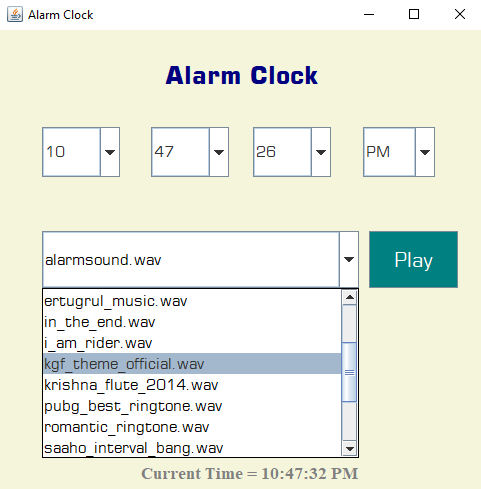 Alarm Clock
Alarm Clock
10 47 26 PM
alarmsound.wav Play
ertugrul_music.wav
in_the_end.wav
i_am_rider.wav
kgf_theme_official.wav
krishna_flute_2014.wav
pubg_best_ringtone.wav
romantic_ringtone.wav
saaho_interval_bang.wav
Current Time = 10:47:32 PM